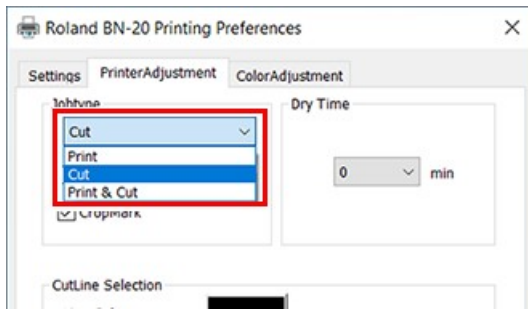 Roland BN-20 Printing Preferences
Settings PrinterAdjustment ColorAdjustment
Jobtype Dry Time
Cut
Print
Cut
Print & Cut
0 min
CropMark
CutLine Selection